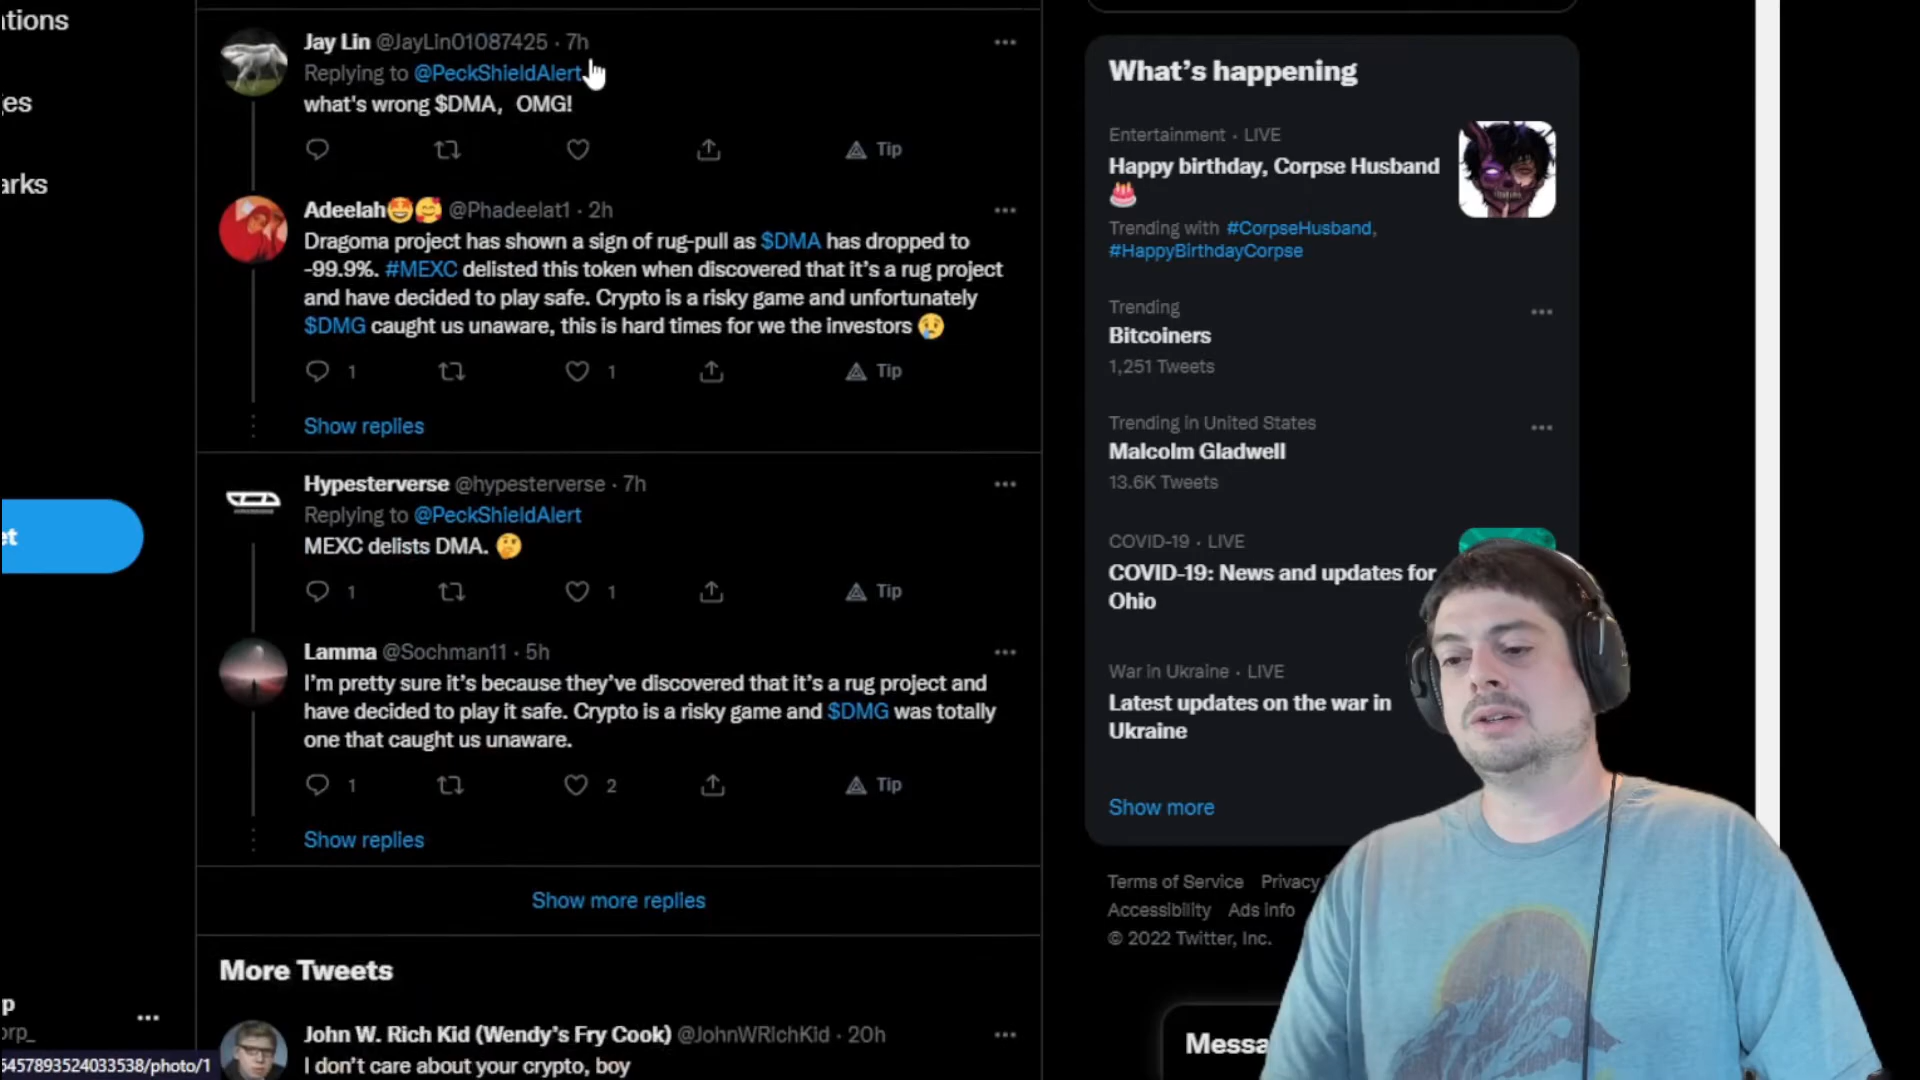 tions
es
arks
et
p
orp_
5457893524033538/photo/1
Jay Lin @JayLin01087425 · 7h
Replying to @PeckShieldAlert
what's wrong $DMA, OMG!
Tip
Adeelah🤩🥰 @Phadeelat1 · 2h
Dragoma project has shown a sign of rug-pull as $DMA has dropped to
-99.9%. #MEXC delisted this token when discovered that it's a rug project
and have decided to play safe. Crypto is a risky game and unfortunately
$DMG caught us unaware, this is hard times for we the investors 😢
1 1 Tip
Show replies
Hypesterverse @hypesterverse · 7h
Replying to @PeckShieldAlert
MEXC delists DMA. 🤔
1 1 Tip
Lamma @Sochman11 · 5h
I'm pretty sure it's because they've discovered that it's a rug project and
have decided to play it safe. Crypto is a risky game and $DMG was totally
one that caught us unaware.
1 2 Tip
Show replies
Show more replies
More Tweets
John W. Rich Kid (Wendy's Fry Cook) @JohnWRichKid · 20h
I don't care about your crypto, boy
What's happening
Entertainment · LIVE
Happy birthday, Corpse Husband
🎂
Trending with #CorpseHusband,
#HappyBirthdayCorpse
Trending
Bitcoiners
1,251 Tweets
Trending in United States
Malcolm Gladwell
13.6K Tweets
COVID-19 · LIVE
COVID-19: News and updates for
Ohio
War in Ukraine · LIVE
Latest updates on the war in
Ukraine
Show more
Terms of Service Privacy
Accessibility Ads info
© 2022 Twitter, Inc.
Messa